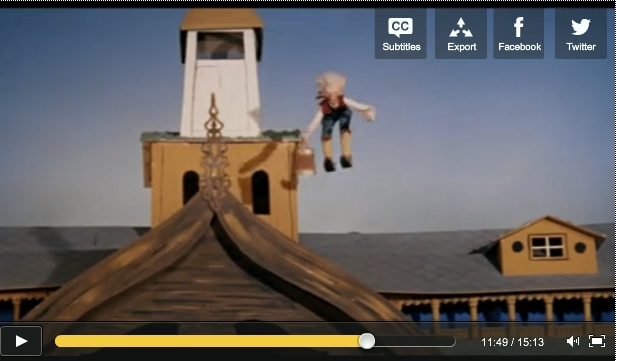 CC
Subtitles
Export
Facebook
Twitter
11:49 / 15:13